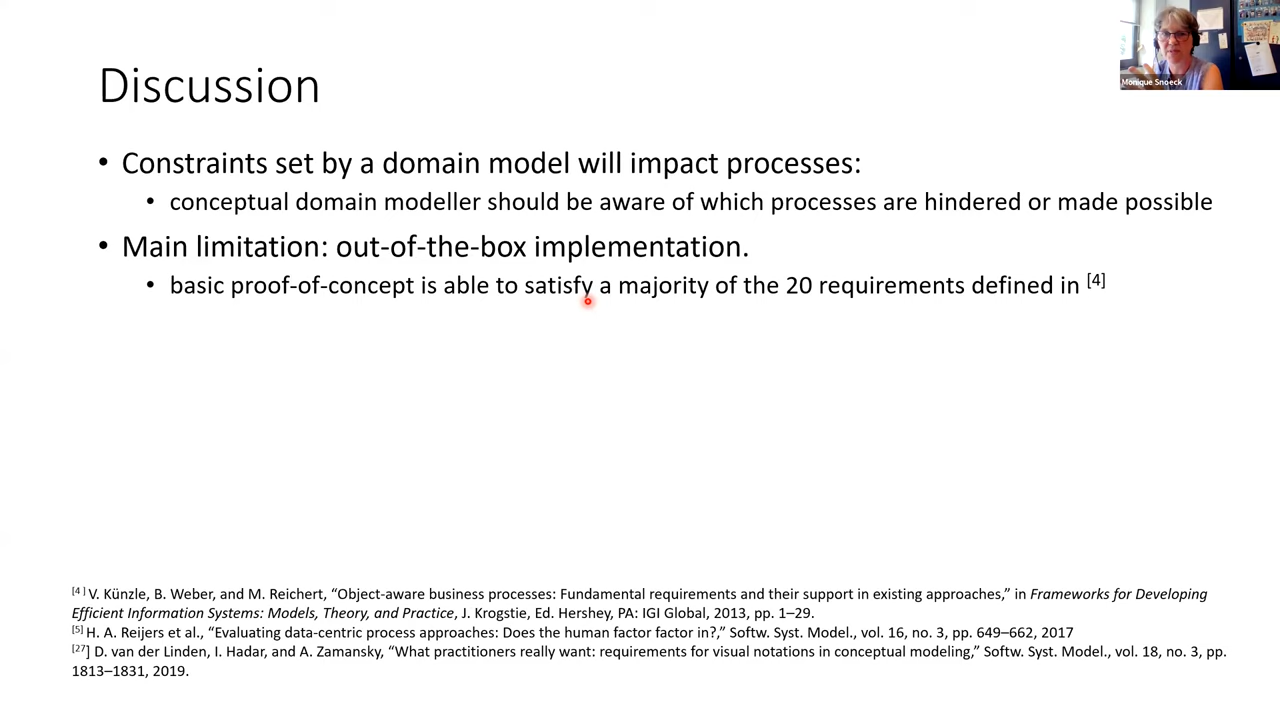 Monique Snoeck
Discussion
• Constraints set by a domain model will impact processes:
• conceptual domain modeller should be aware of which processes are hindered or made possible
• Main limitation: out-of-the-box implementation.
• basic proof-of-concept is able to satisfy a majority of the 20 requirements defined in [4]
[4 ] V. Künzle, B. Weber, and M. Reichert, “Object-aware business processes: Fundamental requirements and their support in existing approaches,” in Frameworks for Developing
Efficient Information Systems: Models, Theory, and Practice, J. Krogstie, Ed. Hershey, PA: IGI Global, 2013, pp. 1–29.
[5] H. A. Reijers et al., “Evaluating data-centric process approaches: Does the human factor factor in?,” Softw. Syst. Model., vol. 16, no. 3, pp. 649–662, 2017
[27]] D. van der Linden, I. Hadar, and A. Zamansky, “What practitioners really want: requirements for visual notations in conceptual modeling,” Softw. Syst. Model., vol. 18, no. 3, pp.
1813–1831, 2019.